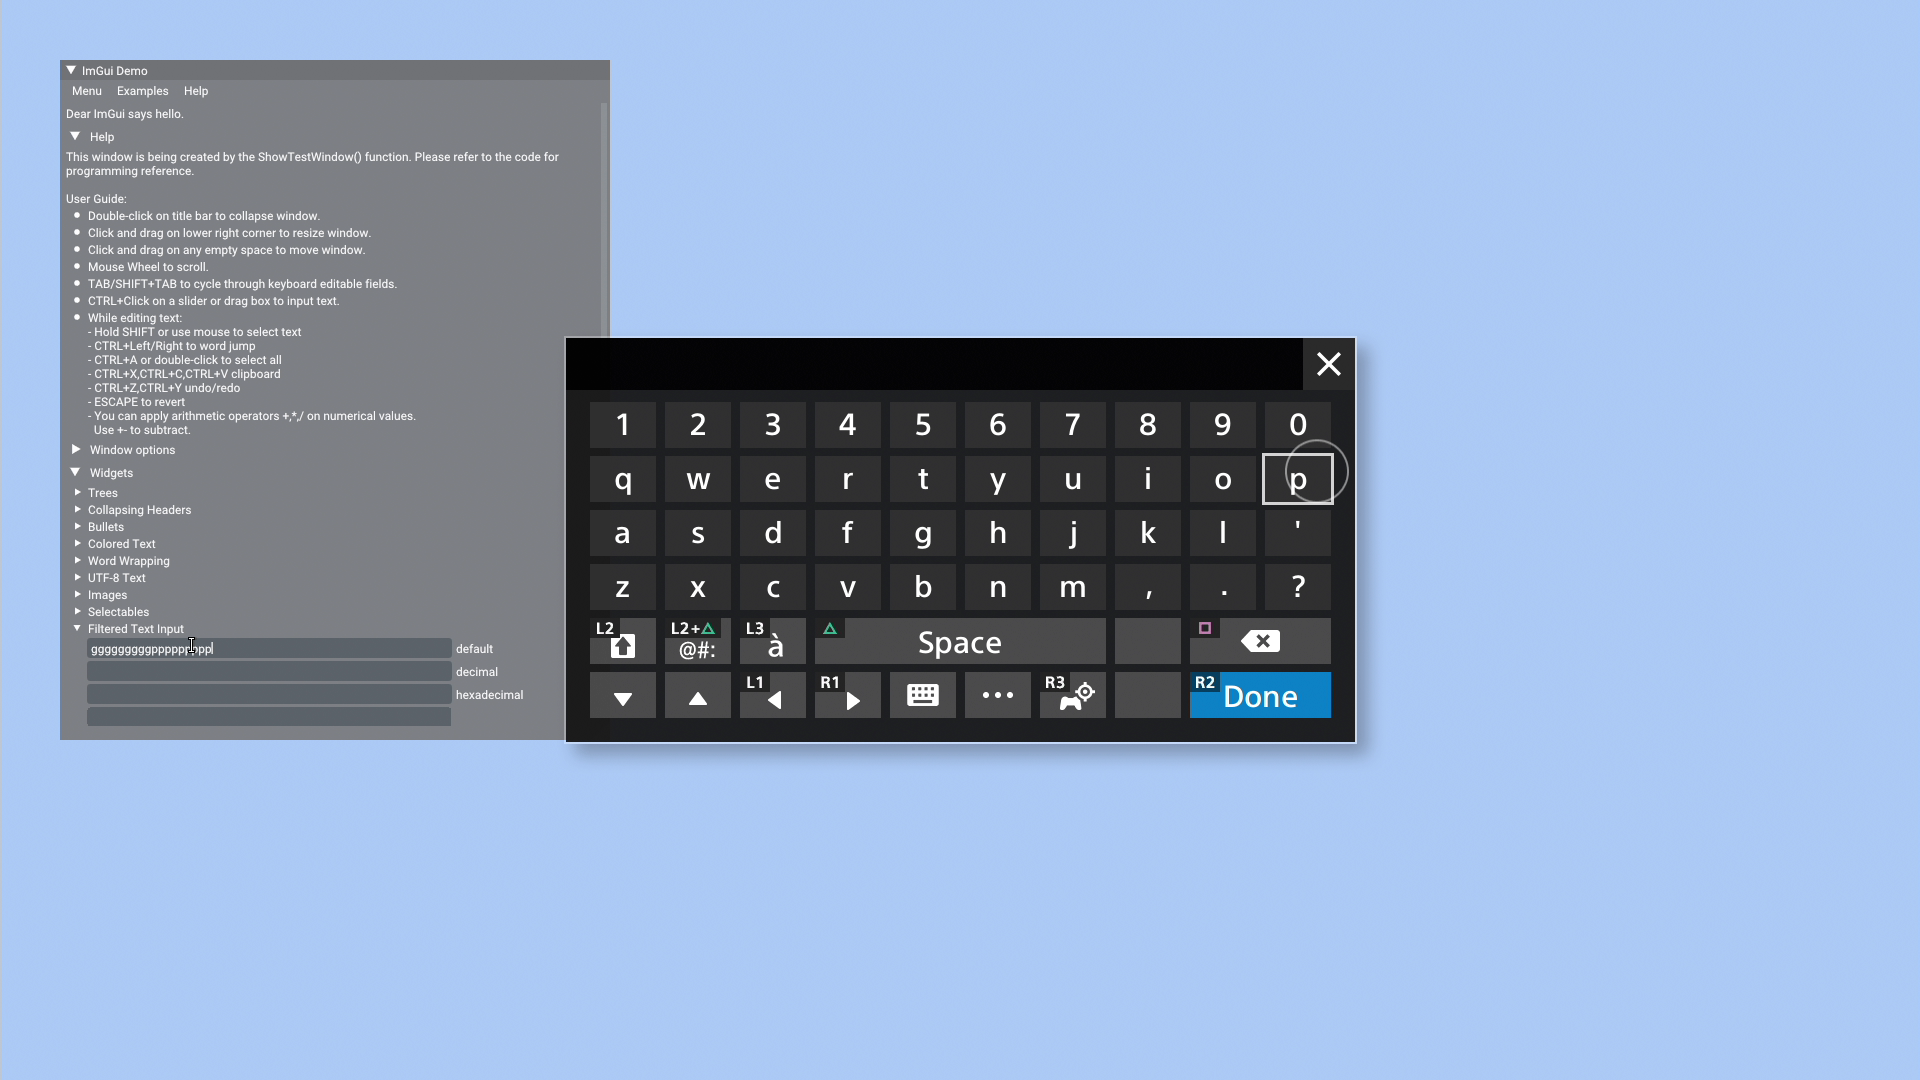 ImGui Demo
Menu Examples Help
Dear ImGui says hello.
Help
This window is being created by the ShowTestWindow() function. Please refer to the code for
programming reference.
User Guide:
Double-click on title bar to collapse window.
Click and drag on lower right corner to resize window.
Click and drag on any empty space to move window.
Mouse Wheel to scroll.
TAB/SHIFT+TAB to cycle through keyboard editable fields.
CTRL+Click on a slider or drag box to input text.
While editing text:
- Hold SHIFT or use mouse to select text
- CTRL+Left/Right to word jump
- CTRL+A or double-click to select all
- CTRL+X,CTRL+C,CTRL+V clipboard
- CTRL+Z,CTRL+Y undo/redo
- ESCAPE to revert
- You can apply arithmetic operators +,*,/ on numerical values.
Use +- to subtract.
Window options
Widgets
Trees
Collapsing Headers
Bullets
Colored Text
Word Wrapping
UTF-8 Text
Images
Selectables
Filtered Text Input
default
decimal
hexadecimal
1 2 3 4 5 6 7 8 9 0
q w e r t y u i o p
a s d f g h j k l '
z x c v b n m , . ?
L2 L2+△ @#: L3 à △ Space □
L1 R1 ... R3 R2 Done